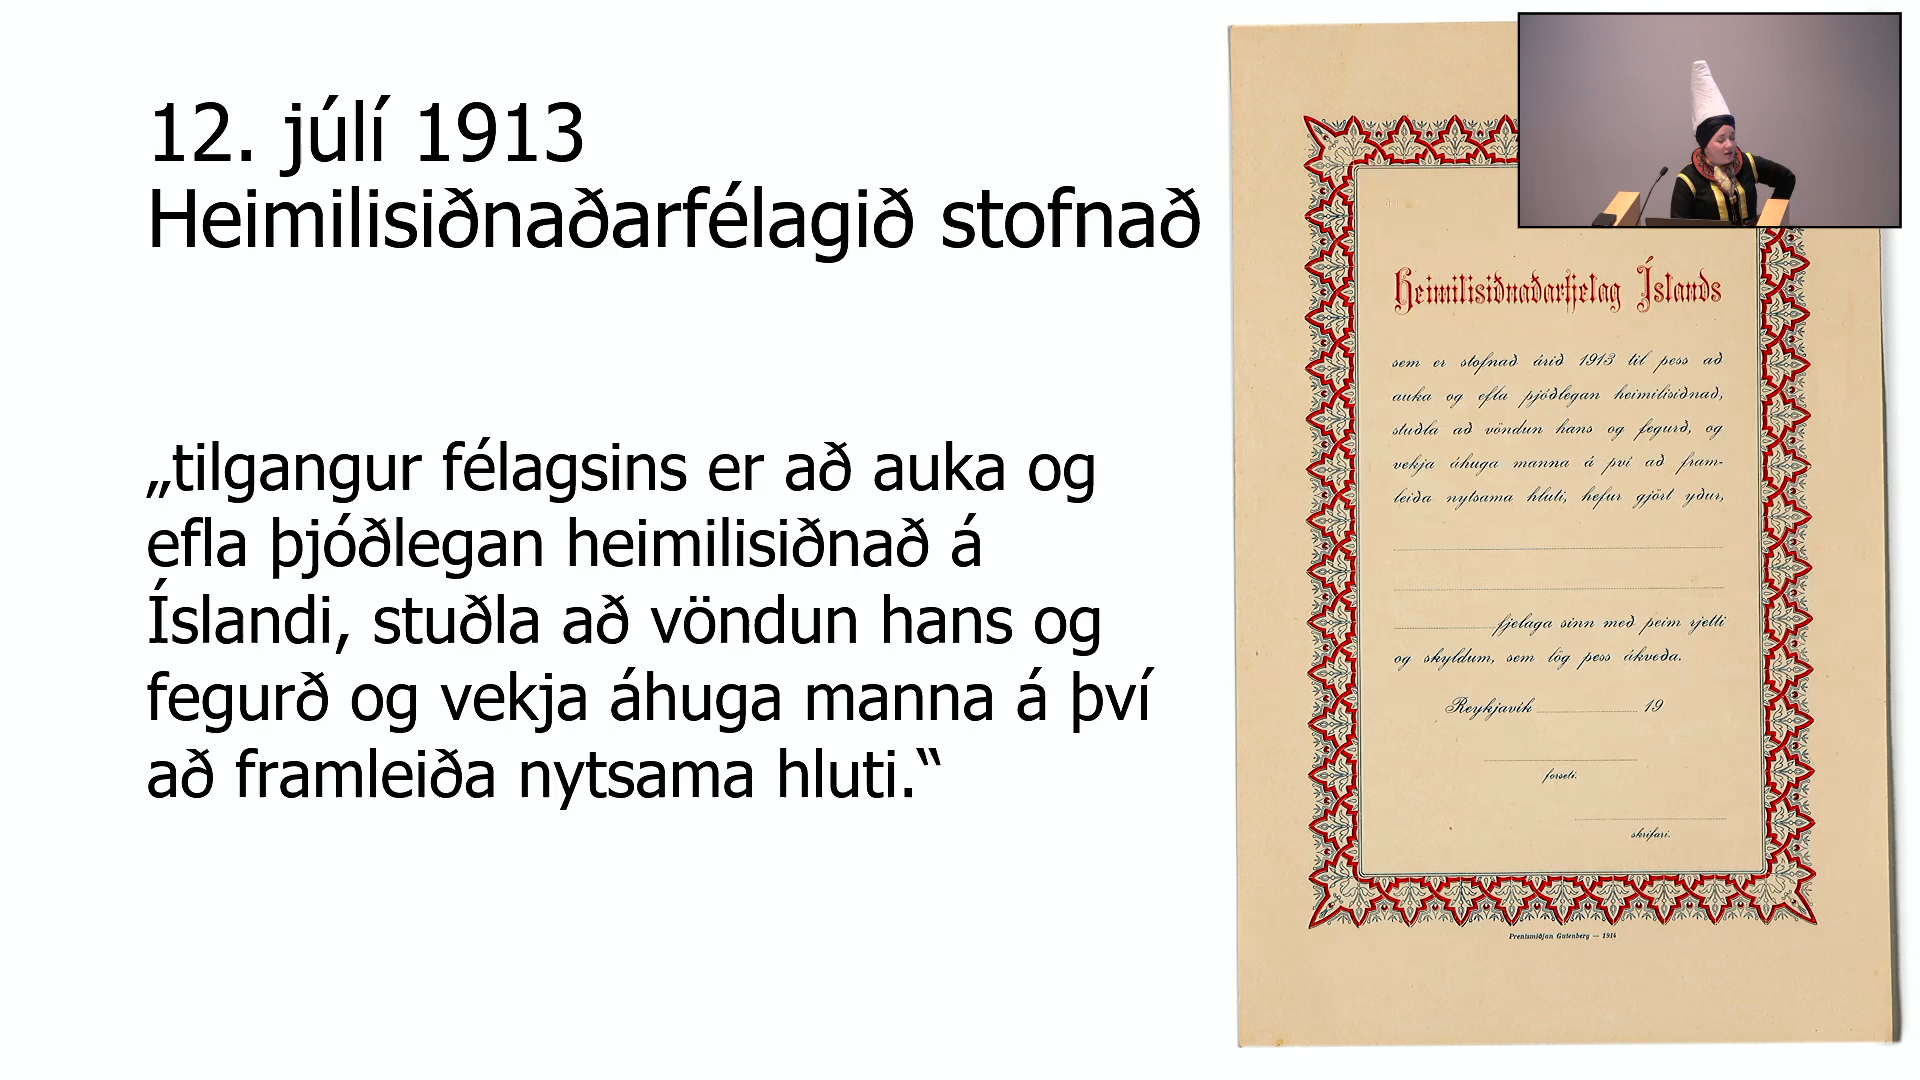 12. júlí 1913
Heimilisiðnaðarfélagið stofnað
„tilgangur félagsins er að auka og
efla þjóðlegan heimilisiðnað á
Íslandi, stuðla að vöndun hans og
fegurð og vekja áhuga manna á því
að framleiða nytsama hluti.“
Heimilisiðnaðarfjelag Íslands
sem er stofnað árið 1913 til þess að
auka og efla þjóðlegan heimilisiðnað,
stuðla að vöndun hans og fegurð, og
vekja áhuga manna á því að fram-
leiða nytsama hluti, hefur gjört yður,
fjelaga sinn með þeim rjetti
og skyldum, sem lög þess ákveða.
Reykjavík 19
forseti.
skrifari.
Prentsmiðjan Gutenberg — 1914